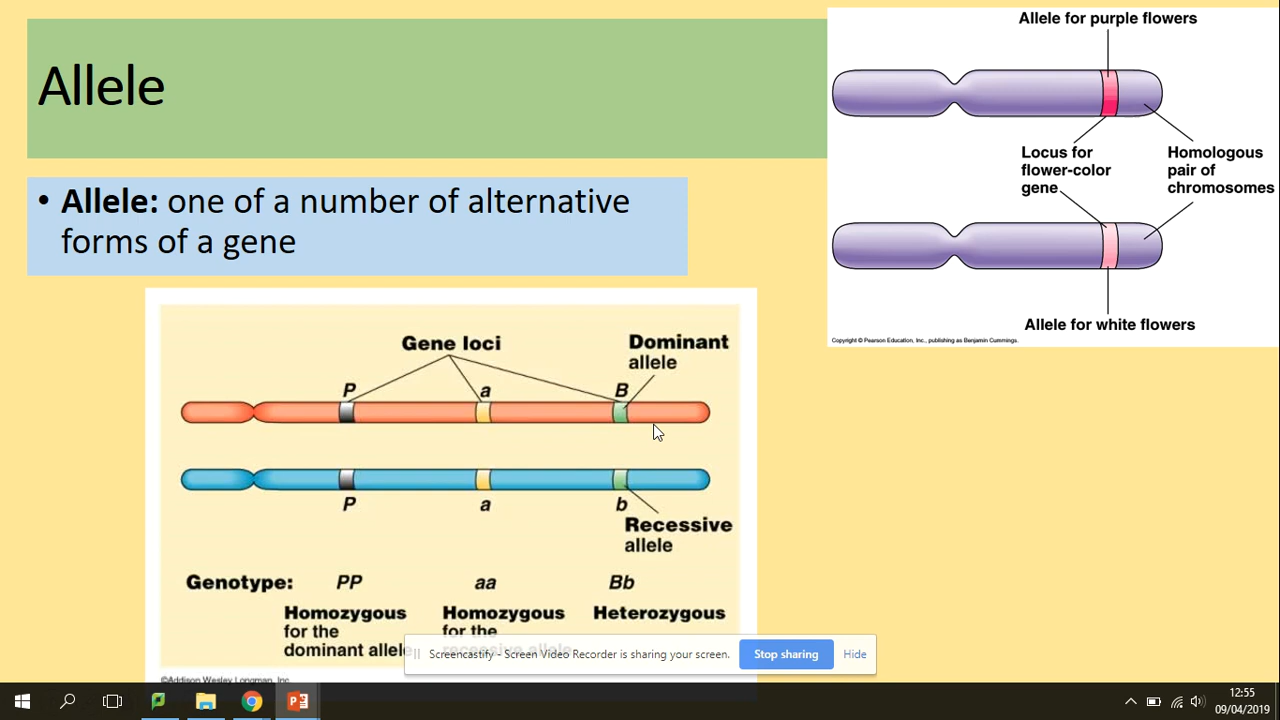 Allele
• Allele: one of a number of alternative
forms of a gene
Allele for purple flowers
Locus for
flower-color
gene
Homologous
pair of
chromosomes
Allele for white flowers
Copyright © Pearson Education, Inc., publishing as Benjamin Cummings.
Gene loci
Dominant
allele
P a B
P a b
Recessive
allele
Genotype: PP aa Bb
Homozygous Homozygous Heterozygous
for the for the
dominant allele recessive allele
©Addison Wesley Longman, Inc.
Screencastify - Screen Video Recorder is sharing your screen. Stop sharing Hide
12:55
09/04/2019